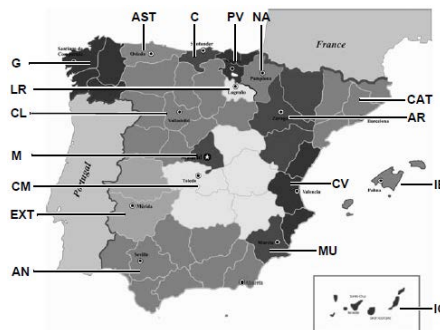 AST
C
PV
NA
G
LR
CL
M
CM
EXT
AN
CAT
AR
CV
IB
MU
IC
France
Portugal
Santander
Oviedo
Pamplona
Logroño
Valladolid
Zaragoza
Barcelona
Toledo
Valencia
Palma
Mérida
Sevilla
Murcia